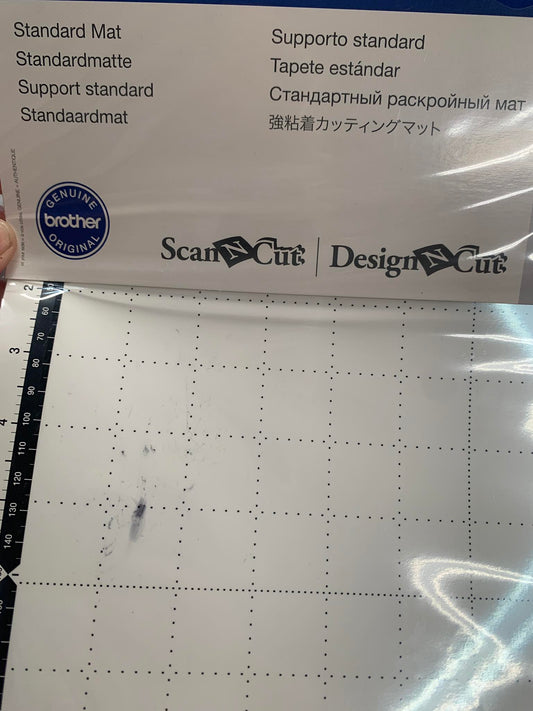 Standard Mat
Standardmatte
Support standard
Standaardmat
Supporto standard
Tapete estándar
Стандартный раскройный мат
強粘着カッティングマット
GENUINE
brother
ORIGINAL
ScanNCut
DesignNCut
2
3
4
60
70
80
90
100
110
120
130
140